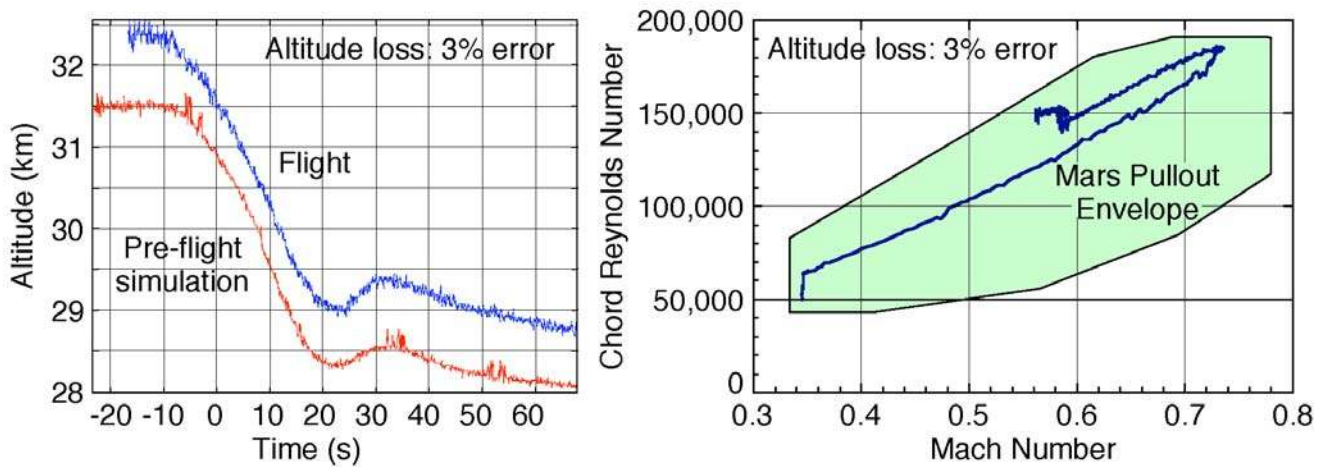 Altitude loss: 3% error
Flight
Pre-flight
simulation
Altitude (km)
32
31
30
29
28
-20
-10
0
10
20
30
40
50
60
Time (s)
Altitude loss: 3% error
Mars Pullout
Envelope
Chord Reynolds Number
200,000
150,000
100,000
50,000
0
0.3
0.4
0.5
0.6
0.7
0.8
Mach Number